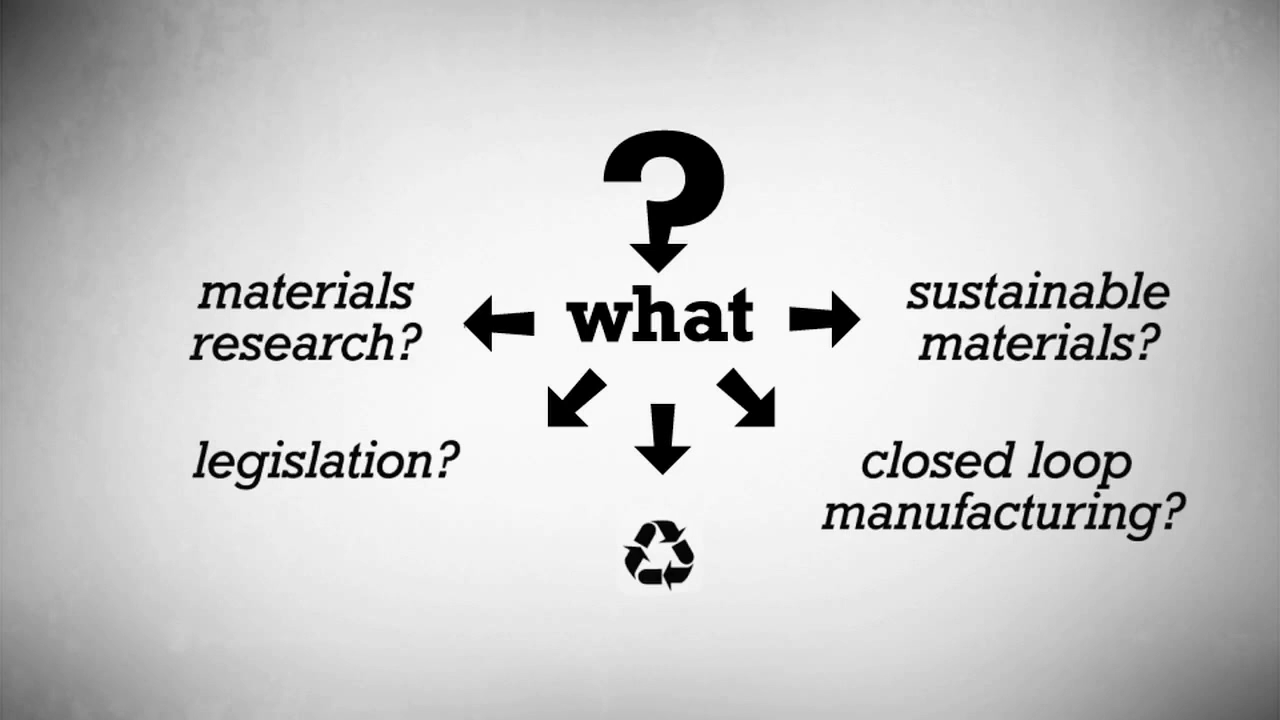 ?
what
materials
research?
sustainable
materials?
legislation?
closed loop
manufacturing?